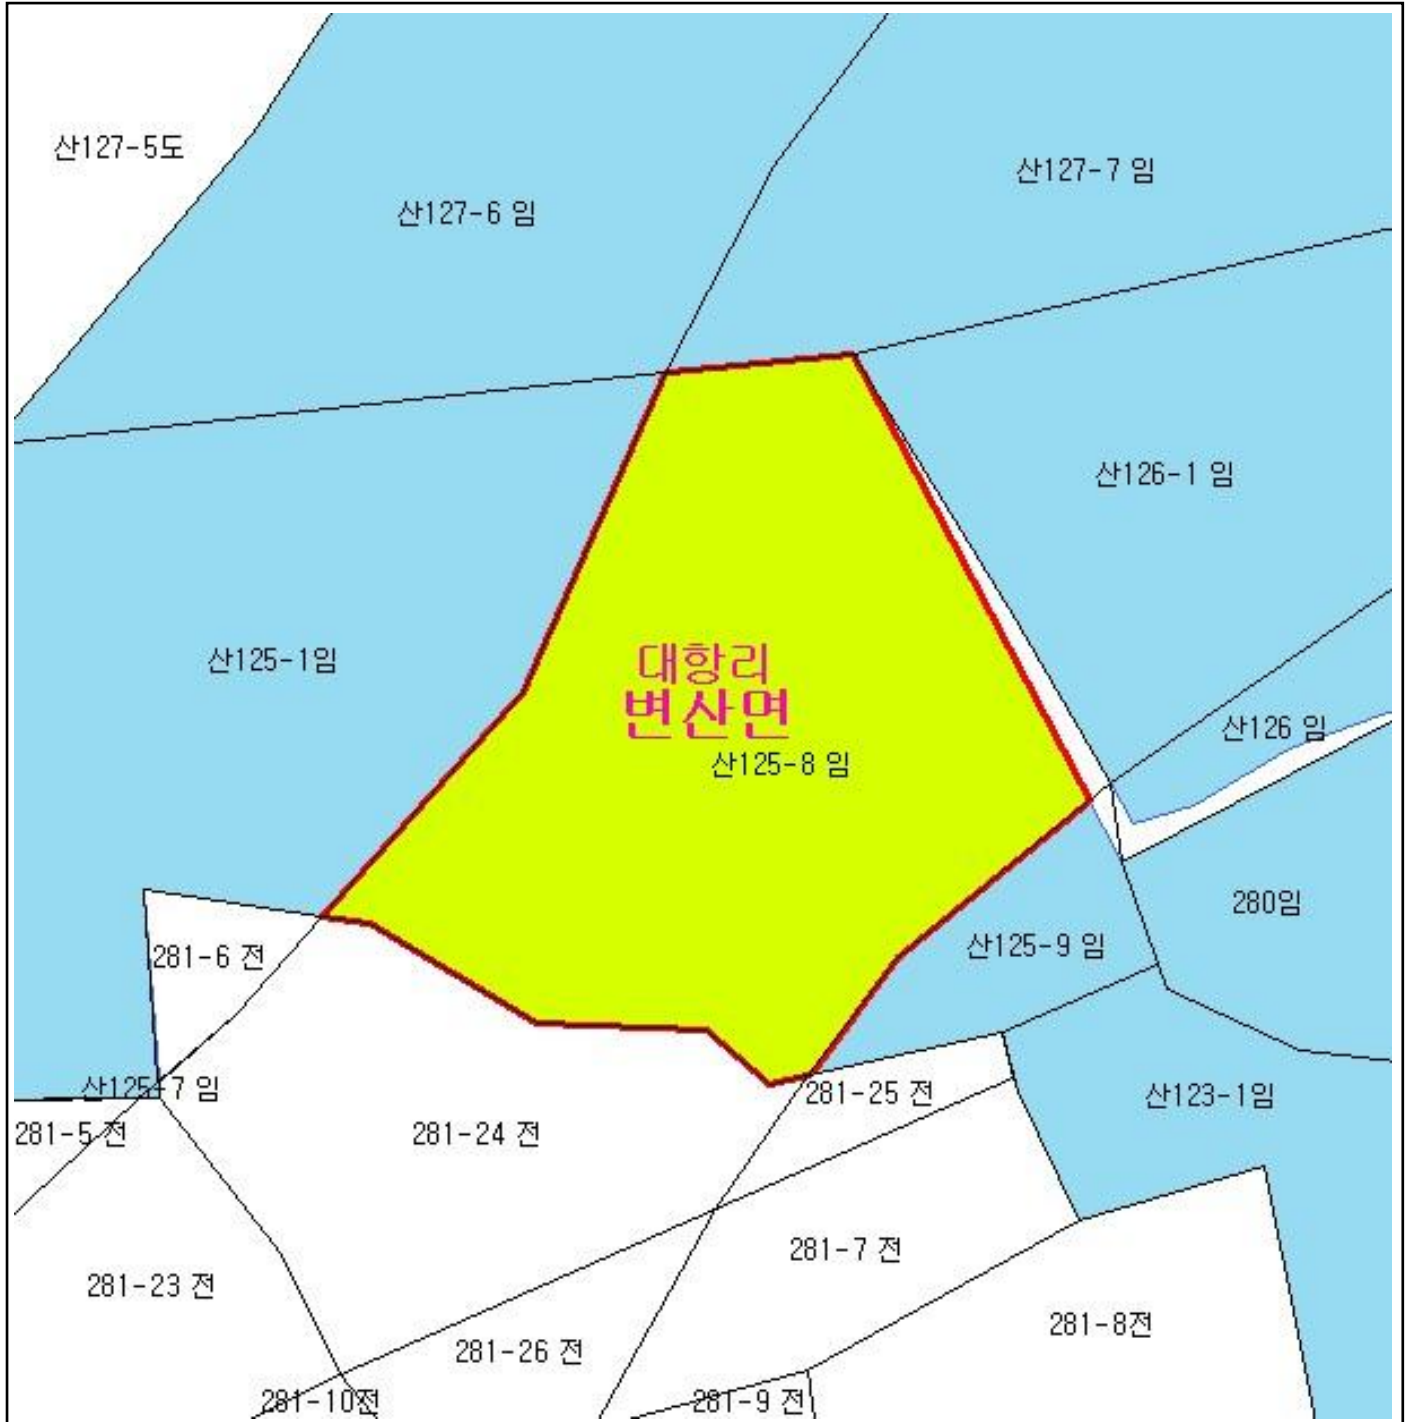 산127-5도
산127-7 임
산127-6 임
산126-1 임
산125-1임
대항리
변산면
산126 임
산125-8 임
280임
산125-9 임
281-6 전
산125-7 임
281-25 전
산123-1임
281-5 전
281-24 전
281-7 전
281-23 전
281-8전
281-26 전
281-10전
281-9 전